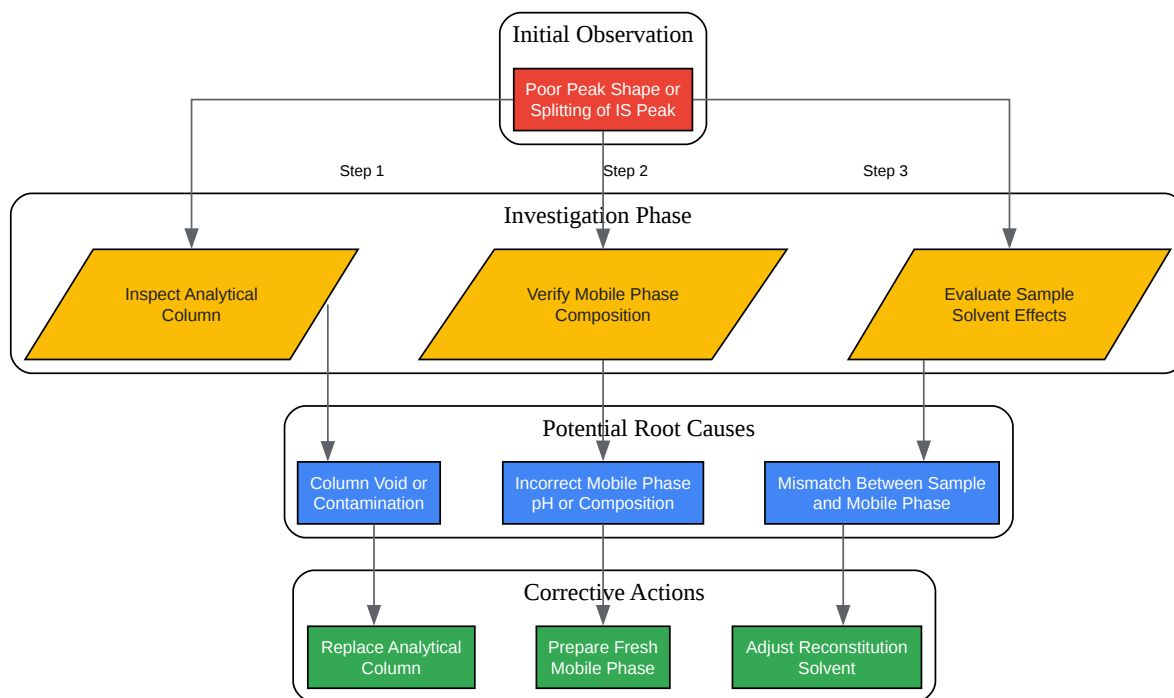 Initial Observation
Poor Peak Shape or
Splitting of IS Peak
Step 1
Step 2
Step 3
Investigation Phase
Inspect Analytical
Column
Verify Mobile Phase
Composition
Evaluate Sample
Solvent Effects
Potential Root Causes
Column Void or
Contamination
Incorrect Mobile Phase
pH or Composition
Mismatch Between Sample
and Mobile Phase
Corrective Actions
Replace Analytical
Column
Prepare Fresh
Mobile Phase
Adjust Reconstitution
Solvent